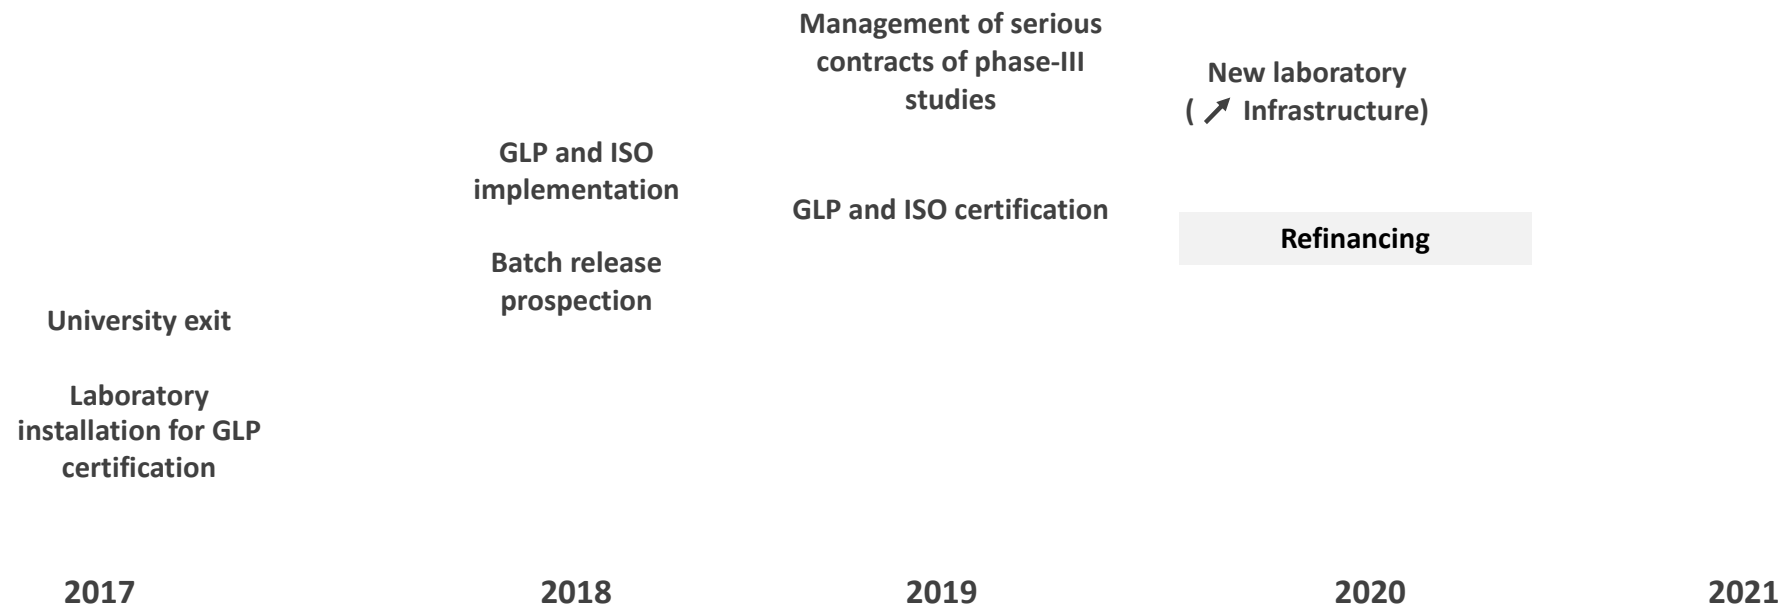 Management of serious
contracts of phase-III
studies
New laboratory
( ↗ Infrastructure)
GLP and ISO
implementation
GLP and ISO certification
Refinancing
Batch release
prospection
University exit
Laboratory
installation for GLP
certification
2017
2018
2019
2020
2021